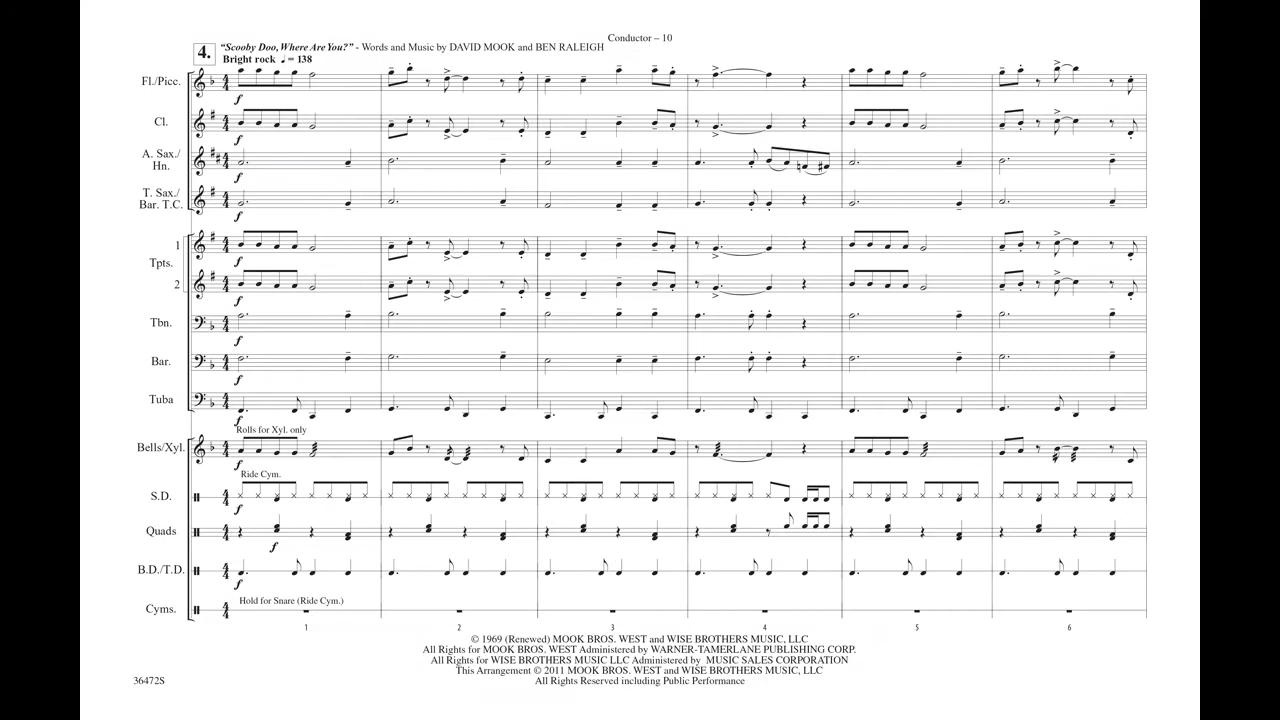 Conductor – 10
4. “Scooby Doo, Where Are You?” - Words and Music by DAVID MOOK and BEN RALEIGH
Bright rock ♩ = 138
Fl/Picc.
f
Cl.
f
A. Sax./
Hn.
f
T. Sax./
Bar. T.C.
f
1
f
Tpts.
2
f
Tbn.
f
Bar.
f
Tuba
f
Rolls for Xyl. only
Bells/Xyl.
f
Ride Cym.
S.D.
f
Quads
f
B.D./T.D.
f
Hold for Snare (Ride Cym.)
Cyms.
1 2 3 4 5 6
© 1969 (Renewed) MOOK BROS. WEST and WISE BROTHERS MUSIC, LLC
All Rights for MOOK BROS. WEST Administered by WARNER-TAMERLANE PUBLISHING CORP.
All Rights for WISE BROTHERS MUSIC LLC Administered by MUSIC SALES CORPORATION
This Arrangement © 2011 MOOK BROS. WEST and WISE BROTHERS MUSIC, LLC
36472S All Rights Reserved including Public Performance